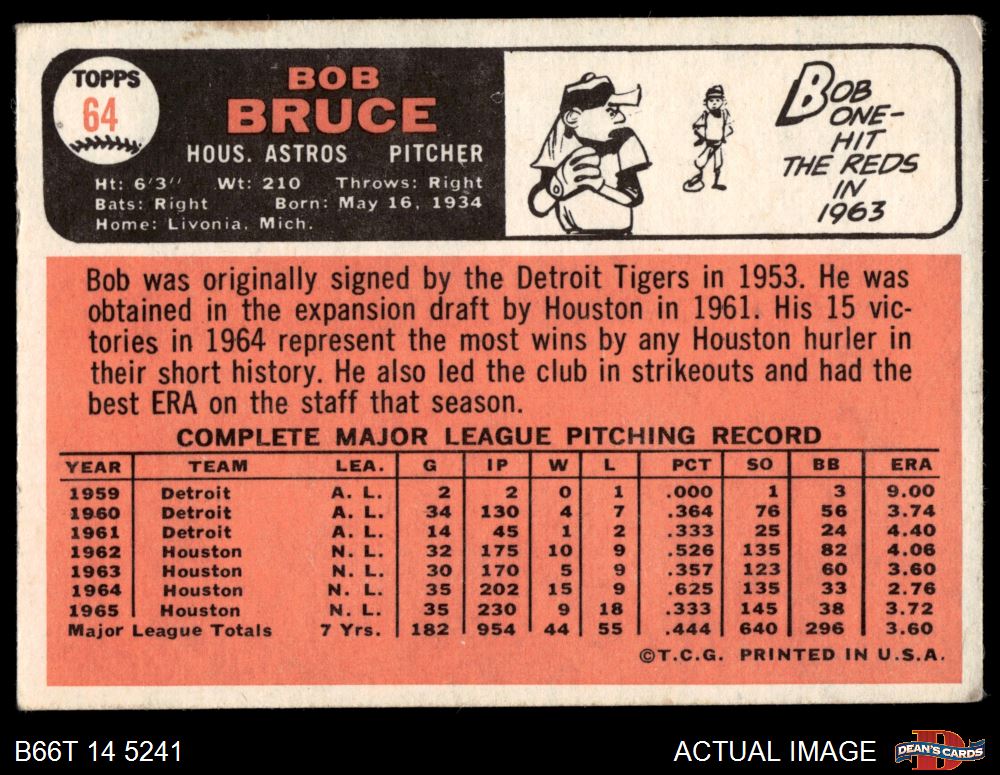 TOPPS
64
BOB
BRUCE
HOUS. ASTROS PITCHER
Ht: 6'3" Wt: 210 Throws: Right
Bats: Right Born: May 16, 1934
Home: Livonia, Mich.
BOB
ONE-
HIT
THE REDS
IN
1963
Bob was originally signed by the Detroit Tigers in 1953. He was
obtained in the expansion draft by Houston in 1961. His 15 vic-
tories in 1964 represent the most wins by any Houston hurler in
their short history. He also led the club in strikeouts and had the
best ERA on the staff that season.
COMPLETE MAJOR LEAGUE PITCHING RECORD
YEAR TEAM LEA. G IP W L PCT SO BB ERA
1959 Detroit A. L. 2 2 0 1 .000 1 3 9.00
1960 Detroit A. L. 34 130 4 7 .364 76 56 3.74
1961 Detroit A. L. 14 45 1 2 .333 25 24 4.40
1962 Houston N. L. 32 175 10 9 .526 135 82 4.06
1963 Houston N. L. 30 170 5 9 .357 123 60 3.60
1964 Houston N. L. 35 202 15 9 .625 135 33 2.76
1965 Houston N. L. 35 230 9 18 .333 145 38 3.72
Major League Totals 7 Yrs. 182 954 44 55 .444 640 296 3.60
©T.C.G. PRINTED IN U.S.A.
B66T 14 5241
ACTUAL IMAGE
DEAN'S CARDS